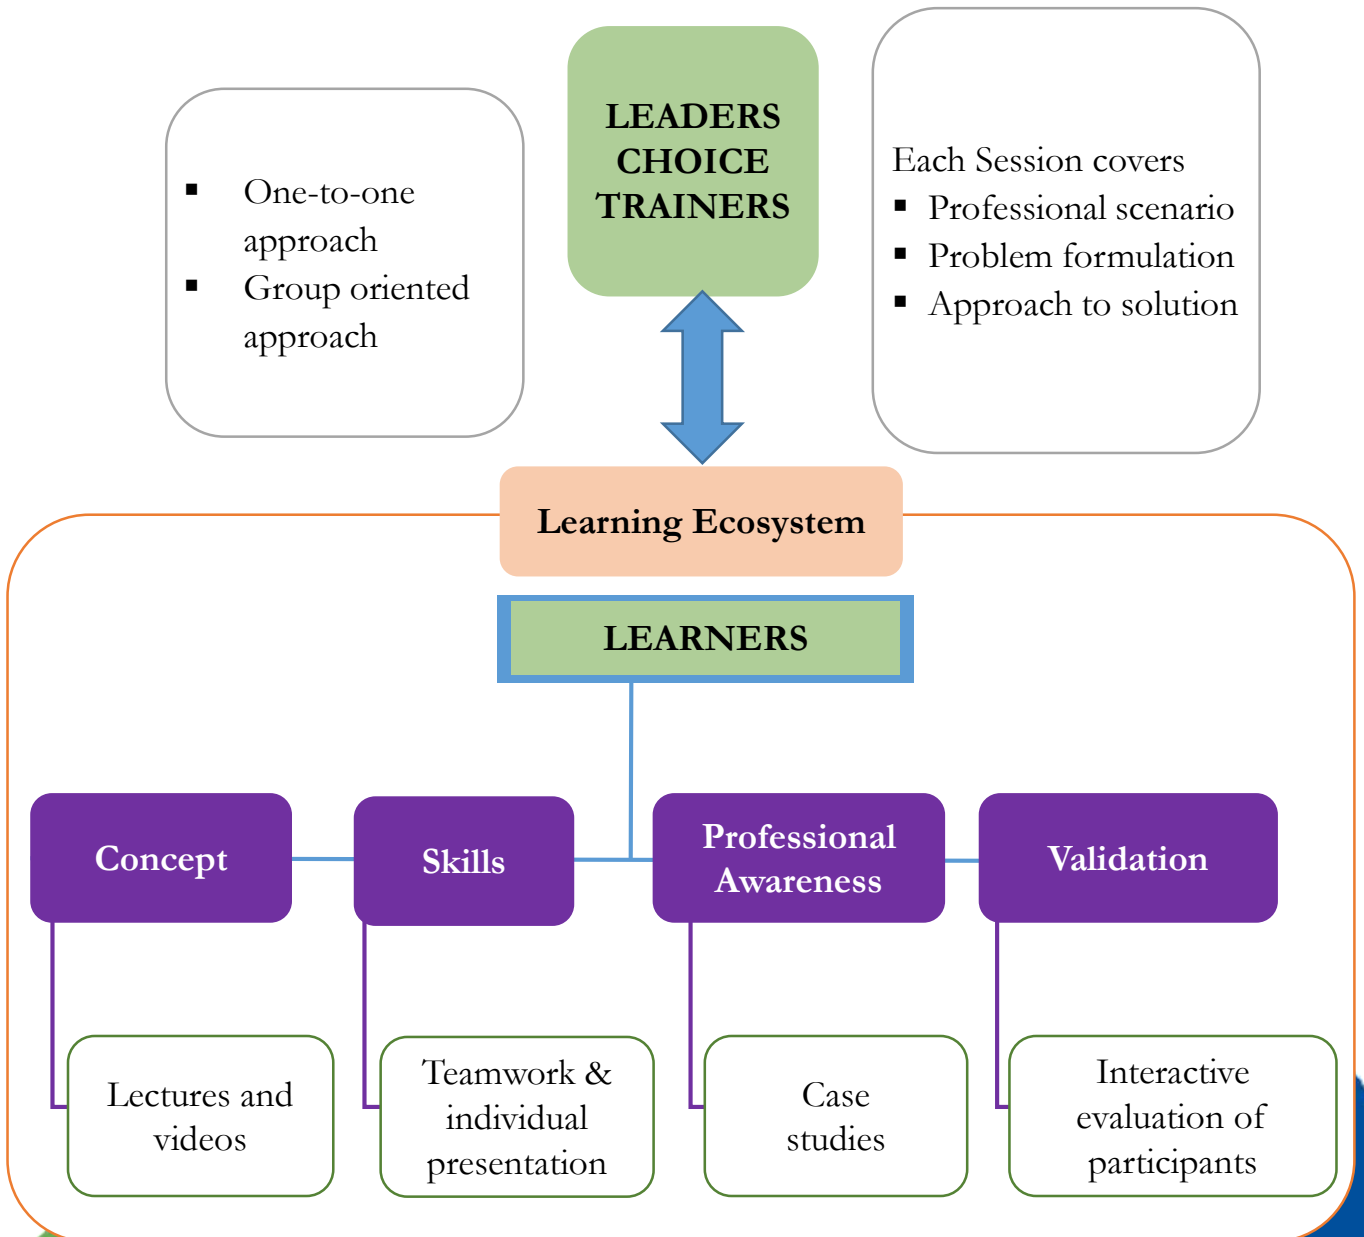 LEADERS
CHOICE
TRAINERS
▪ One-to-one
approach
▪ Group oriented
approach
Each Session covers
▪ Professional scenario
▪ Problem formulation
▪ Approach to solution
Learning Ecosystem
LEARNERS
Concept
Skills
Professional
Awareness
Validation
Lectures and
videos
Teamwork &
individual
presentation
Case
studies
Interactive
evaluation of
participants